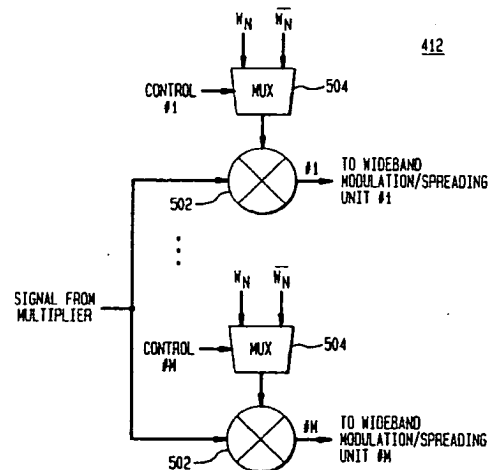 W_N W̅_N̅
412
CONTROL #1
MUX
504
502
#1
TO WIDEBAND
MODULATION/SPREADING
UNIT #1
SIGNAL FROM
MULTIPLIER
W_N W̅_N̅
CONTROL #M
MUX
504
502
#M
TO WIDEBAND
MODULATION/SPREADING
UNIT #M